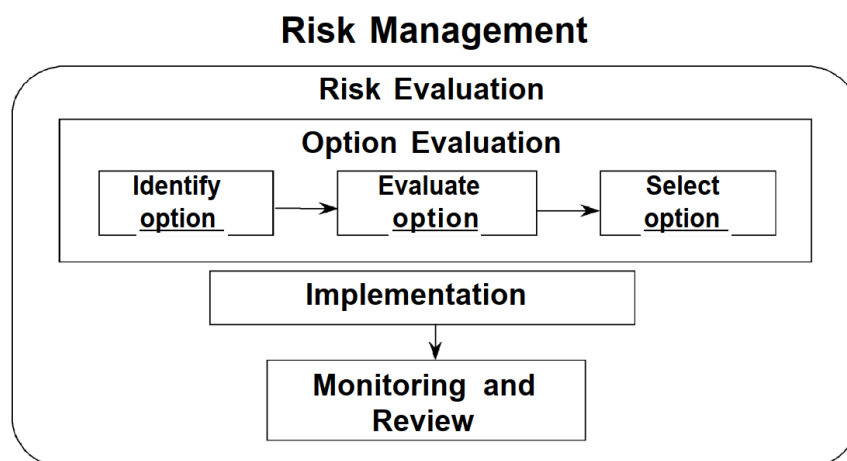 Risk Management
Risk Evaluation
Option Evaluation
Identify
option
Evaluate
option
Select
option
Implementation
Monitoring and
Review